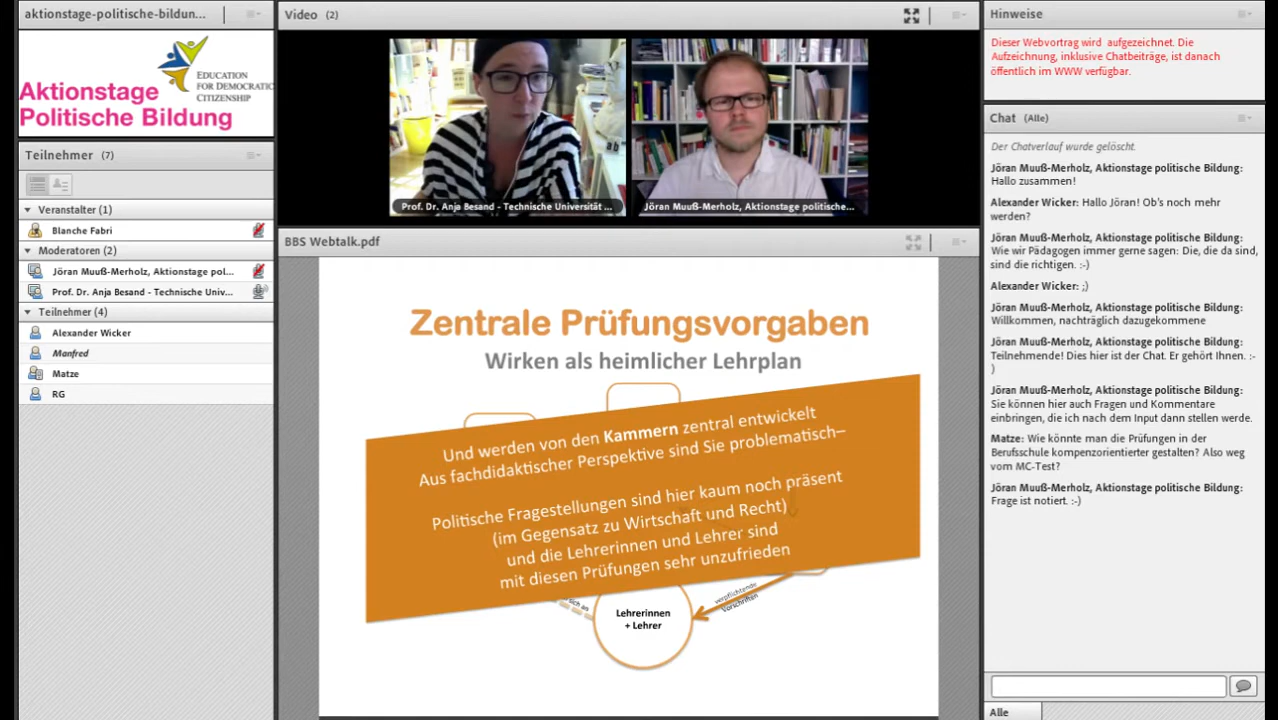 aktionstage-politische-bildun...
EDUCATION
FOR DEMOCRATIC
CITIZENSHIP
Aktionstage
Politische Bildung
Teilnehmer (7)
Veranstalter (1)
Blanche Fabri
Moderatoren (2)
Jöran Muuß-Merholz, Aktionstage pol...
Prof. Dr. Anja Besand - Technische Univ...
Teilnehmer (4)
Alexander Wicker
Manfred
Matze
RG
Video (2)
Prof. Dr. Anja Besand - Technische Universität ...
Jöran Muuß-Merholz, Aktionstage politische...
BBS Webtalk.pdf
Zentrale Prüfungsvorgaben
Wirken als heimlicher Lehrplan
Und werden von den Kammern zentral entwickelt
Aus fachdidaktischer Perspektive sind Sie problematisch–
Politische Fragestellungen sind hier kaum noch präsent
(im Gegensatz zu Wirtschaft und Recht)
und die Lehrerinnen und Lehrer sind
mit diesen Prüfungen sehr unzufrieden
sich an
verpflichtende
Vorschriften
Lehrerinnen
+ Lehrer
Hinweise
Dieser Webvortrag wird aufgezeichnet. Die
Aufzeichnung, inklusive Chatbeiträge, ist danach
öffentlich im WWW verfügbar.
Chat (Alle)
Der Chatverlauf wurde gelöscht.
Jöran Muuß-Merholz, Aktionstage politische Bildung:
Hallo zusammen!
Alexander Wicker: Hallo Jöran! Ob's noch mehr
werden?
Jöran Muuß-Merholz, Aktionstage politische Bildung:
Wie wir Pädagogen immer gerne sagen: Die, die da sind,
sind die richtigen. :-)
Alexander Wicker: ;)
Jöran Muuß-Merholz, Aktionstage politische Bildung:
Willkommen, nachträglich dazugekommene
Jöran Muuß-Merholz, Aktionstage politische Bildung:
Teilnehmende! Dies hier ist der Chat. Er gehört Ihnen. :-
)
Jöran Muuß-Merholz, Aktionstage politische Bildung:
Sie können hier auch Fragen und Kommentare
einbringen, die ich nach dem Input dann stellen werde.
Matze: Wie könnte man die Prüfungen in der
Berufsschule kompenzorientierter gestalten? Also weg
vom MC-Test?
Jöran Muuß-Merholz, Aktionstage politische Bildung:
Frage ist notiert. :-)
Alle